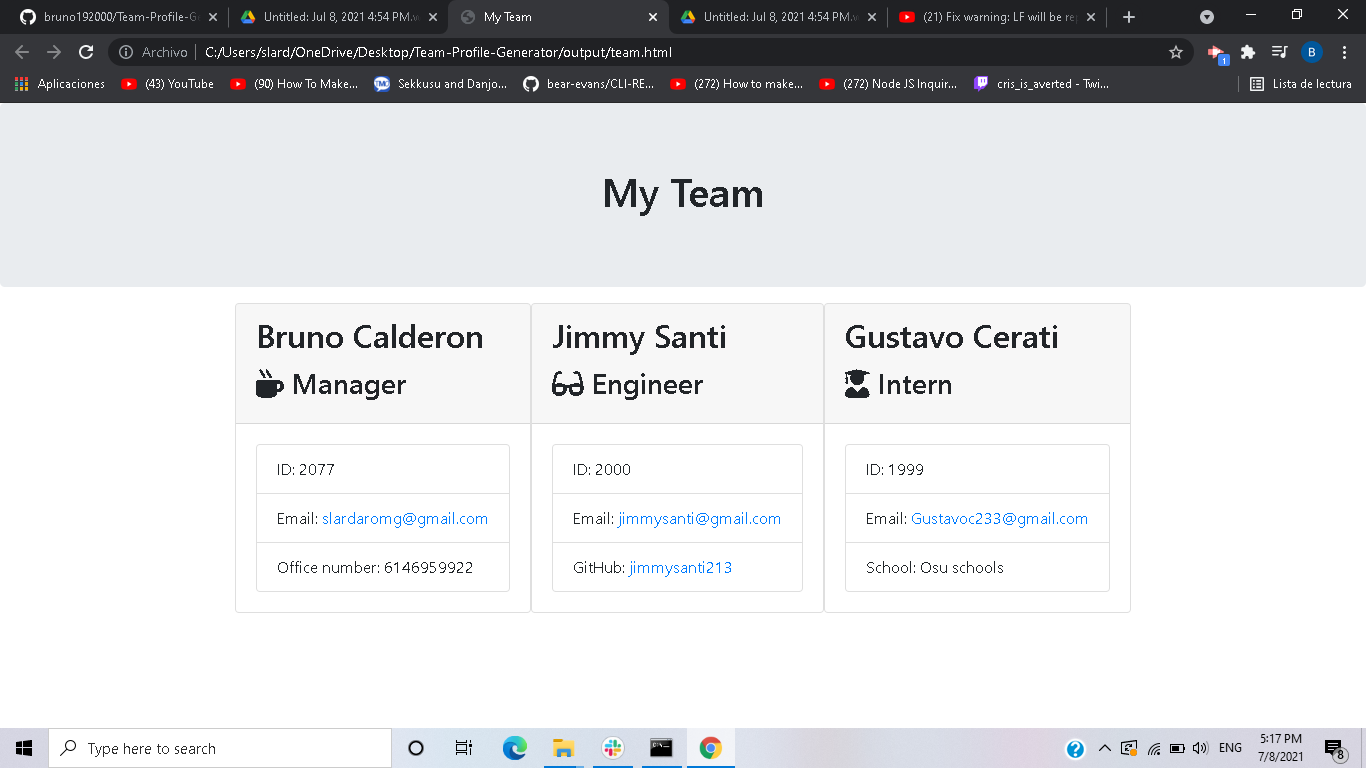 bruno192000/Team-Profile-Ge
Untitled: Jul 8, 2021 4:54 PM.w
My Team
Untitled: Jul 8, 2021 4:54 PM.w
(21) Fix warning: LF will be rep
Archivo
C:/Users/slard/OneDrive/Desktop/Team-Profile-Generator/output/team.html
1
B
Aplicaciones
(43) YouTube
(90) How To Make...
Sekkusu and Danjo...
bear-evans/CLI-RE...
(272) How to make...
(272) Node JS Inquir...
cris_is_averted - Twi...
Lista de lectura
My Team
Bruno Calderon
Manager
ID: 2077
Email: slardaromg@gmail.com
Office number: 6146959922
Jimmy Santi
Engineer
ID: 2000
Email: jimmysanti@gmail.com
GitHub: jimmysanti213
Gustavo Cerati
Intern
ID: 1999
Email: Gustavoc233@gmail.com
School: Osu schools
Type here to search
ENG
5:17 PM
7/8/2021
8